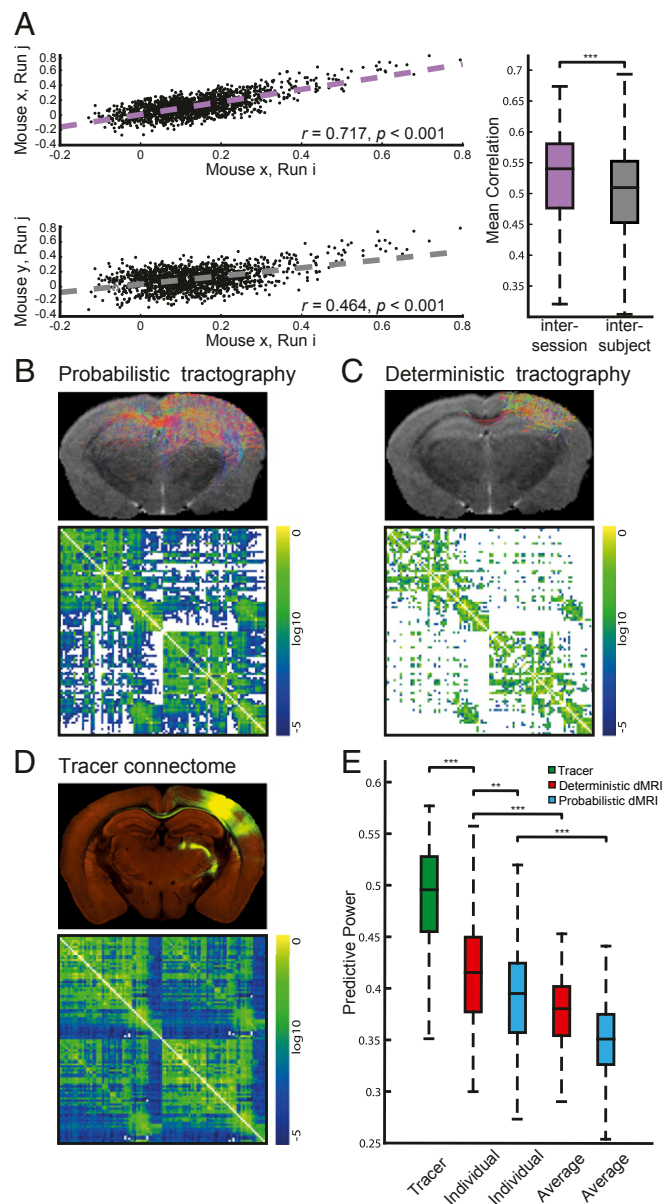 A
Mouse x, Run j
0.8
0.6
0.4
0.2
0
-0.2
-0.4
-0.2
0
0.2
0.4
0.6
0.8
r = 0.717, p < 0.001
Mouse x, Run i
Mouse y, Run j
0.8
0.6
0.4
0.2
0
-0.2
-0.4
-0.2
0
0.2
0.4
0.6
0.8
r = 0.464, p < 0.001
Mouse x, Run i
***
Mean Correlation
0.7
0.65
0.6
0.55
0.5
0.45
0.4
0.35
inter-
session
inter-
subject
B Probabilistic tractography
0
log10
-5
C Deterministic tractography
0
log10
-5
D Tracer connectome
0
log10
-5
E
Tracer
Deterministic dMRI
Probabilistic dMRI
***
**
***
***
Predictive Power
0.6
0.5
0.4
0.3
0.25
Tracer
Individual
Individual
Average
Average